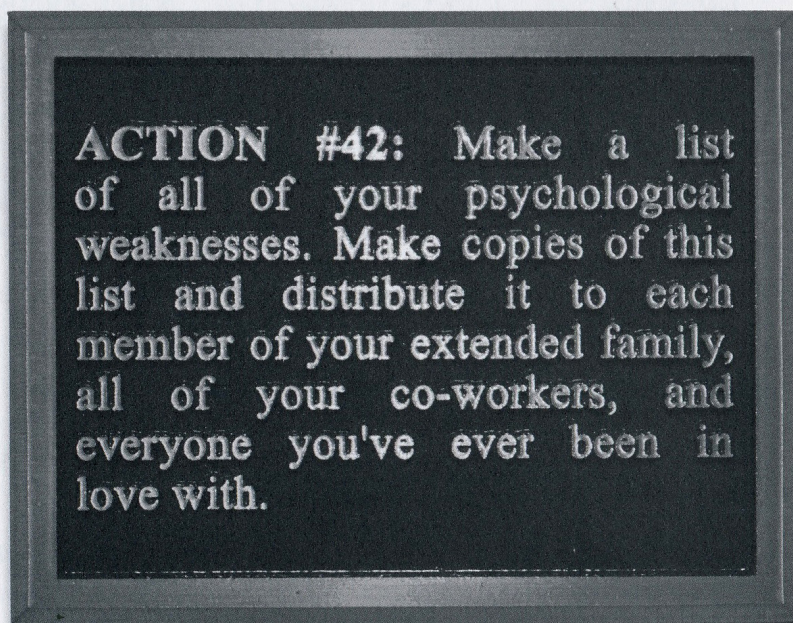 ACTION #42: Make a list
of all of your psychological
weaknesses. Make copies of this
list and distribute it to each
member of your extended family,
all of your co-workers, and
everyone you've ever been in
love with.